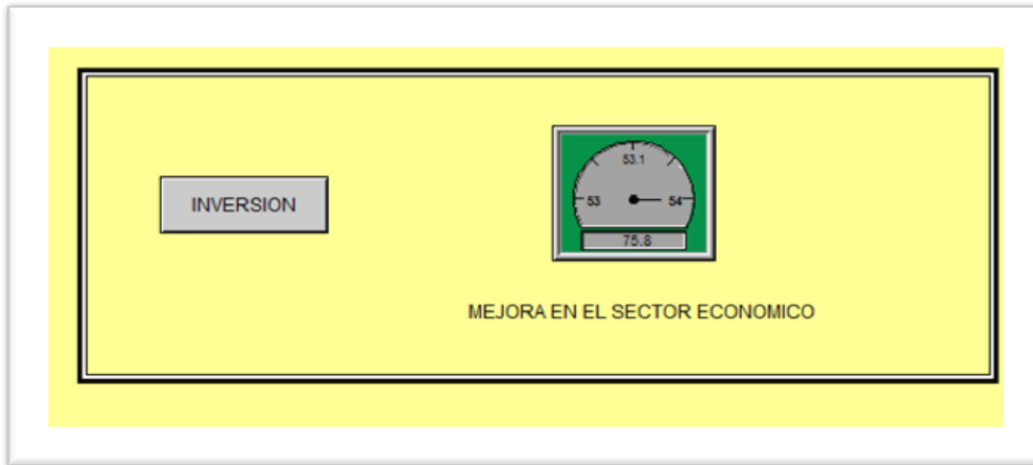 INVERSION
53.1
53
54
75.8
MEJORA EN EL SECTOR ECONOMICO